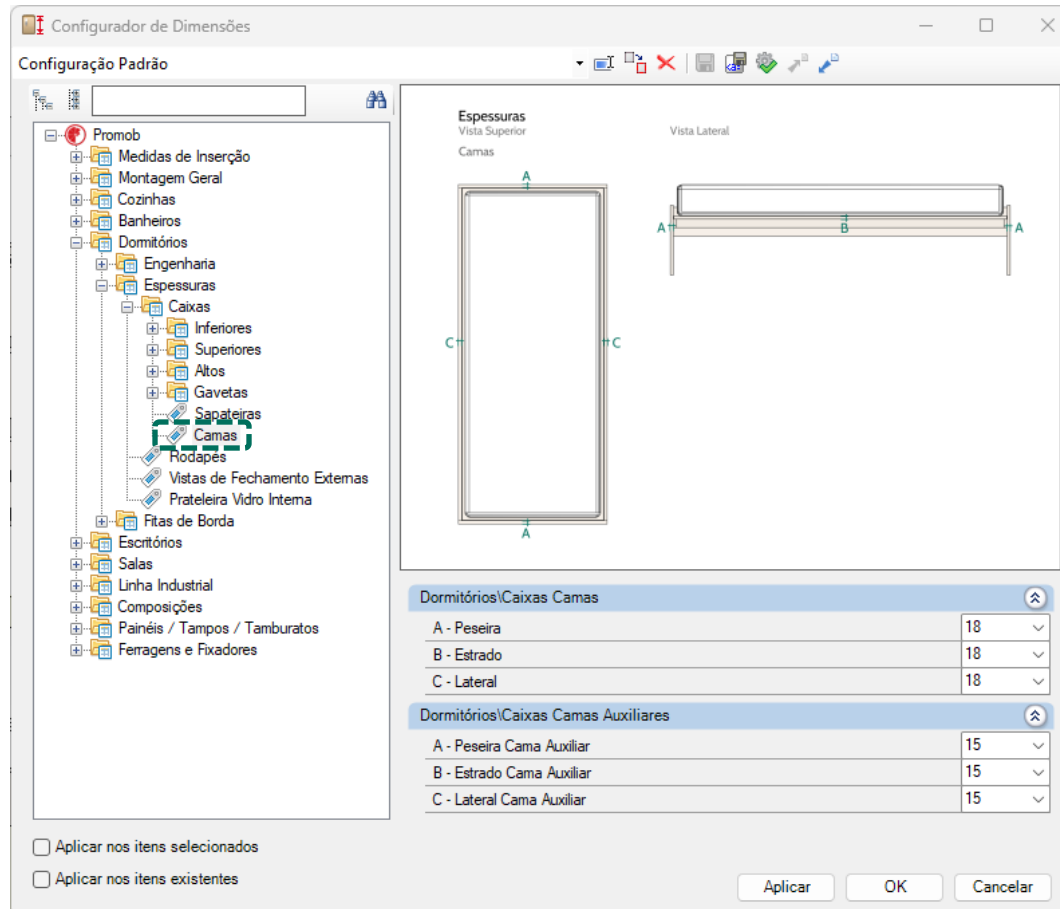 Configurador de Dimensões
Configuração Padrão
Promob
Medidas de Inserção
Montagem Geral
Cozinhas
Banheiros
Dormitórios
Engenharia
Espessuras
Caixas
Inferiores
Superiores
Altos
Gavetas
Sapateiras
Camas
Rodapés
Vistas de Fechamento Externas
Prateleira Vidro Interna
Fitas de Borda
Escritórios
Salas
Linha Industrial
Composições
Painéis / Tampos / Tamburatos
Ferragens e Fixadores
Espessuras
Vista Superior Vista Lateral
Camas
A
A B A
C C
A
Dormitórios\Caixas Camas
A - Peseira 18
B - Estrado 18
C - Lateral 18
Dormitórios\Caixas Camas Auxiliares
A - Peseira Cama Auxiliar 15
B - Estrado Cama Auxiliar 15
C - Lateral Cama Auxiliar 15
Aplicar nos itens selecionados
Aplicar nos itens existentes
Aplicar OK Cancelar